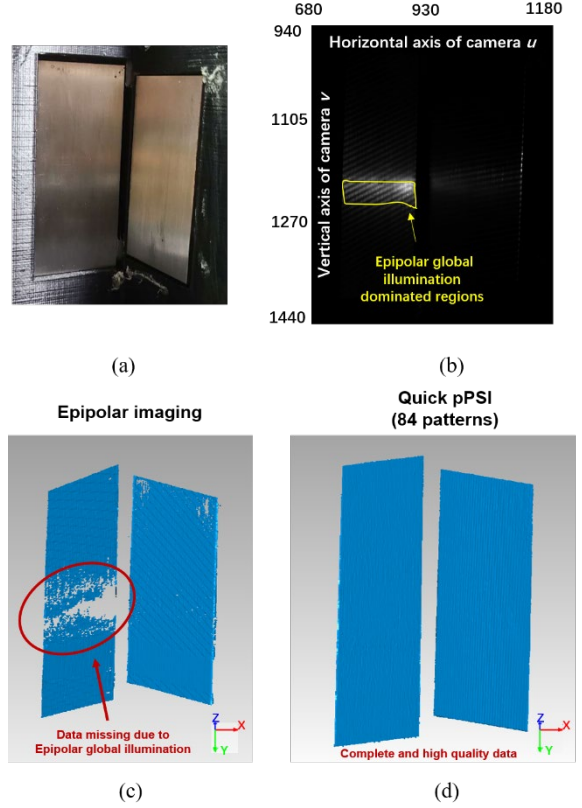 680 930 1180
940
1105
1270
1440
Horizontal axis of camera u
Vertical axis of camera v
Epipolar global
illumination
dominated regions
(a)
(b)
Epipolar imaging
Quick pPSI
(84 patterns)
Data missing due to
Epipolar global illumination
Z
X
Y
Complete and high quality data
Z
X
Y
(c)
(d)